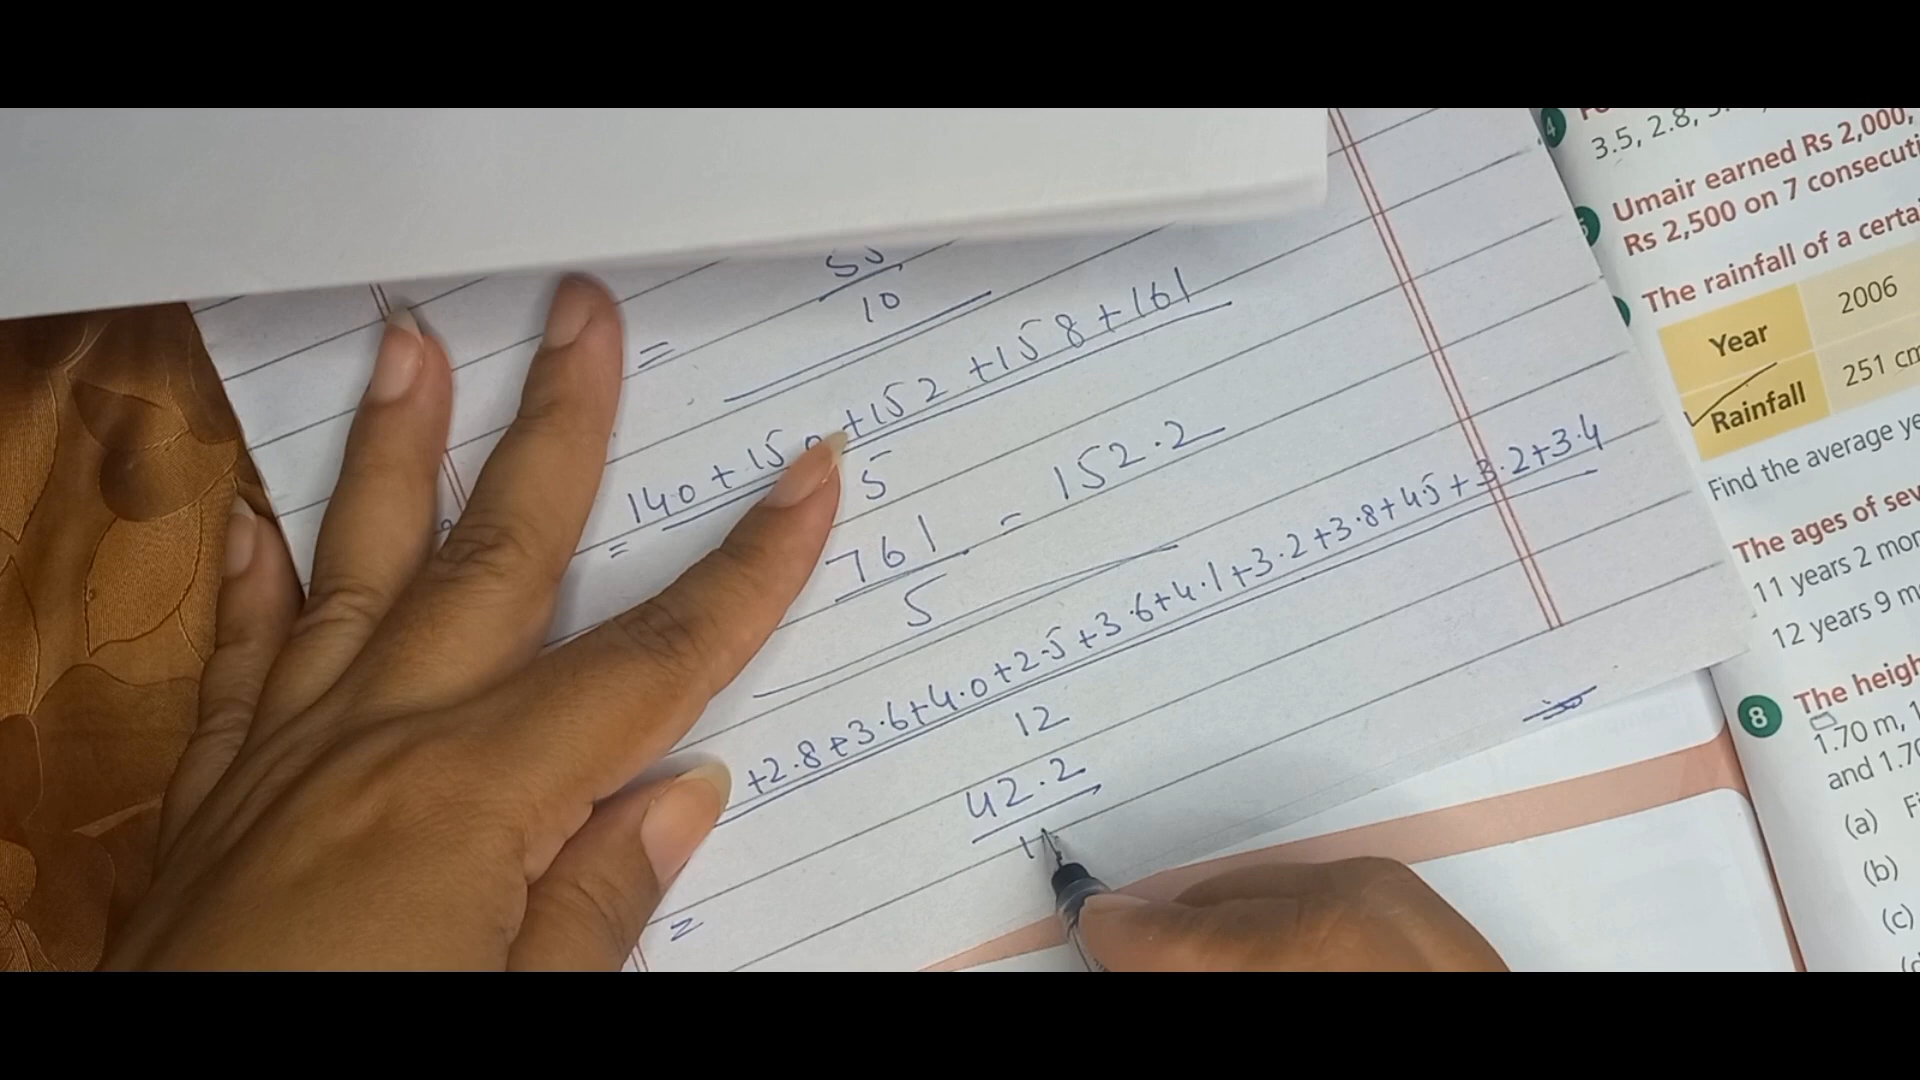 =
10
= 140 + 15 +152 +158 +161
5
761
5
= 152.2
+2.8+3.6+4.0+2.5+3.6+4.1+3.2+3.8+4.5+3.2+3.4
12
=
42.2
1
4
3.5, 2.8,
Umair earned Rs 2,000,
Rs 2,500 on 7 consecuti
The rainfall of a certa
Year 2006
Rainfall 251 cm
Find the average ye
The ages of sev
11 years 2 mon
12 years 9 m
8 The heigh
1.70 m, 1
and 1.70
(a) Fi
(b)
(c)